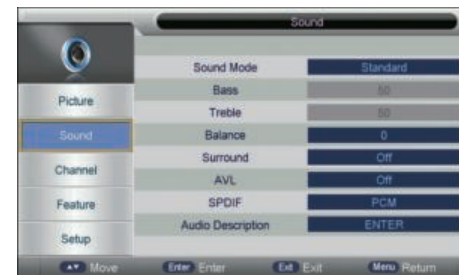 Sound
Picture
Sound
Channel
Feature
Setup
Sound Mode Standard
Bass 50
Treble 50
Balance 0
Surround Off
AVL Off
SPDIF PCM
Audio Description ENTER
Move Enter Enter Exit Exit Menu Return